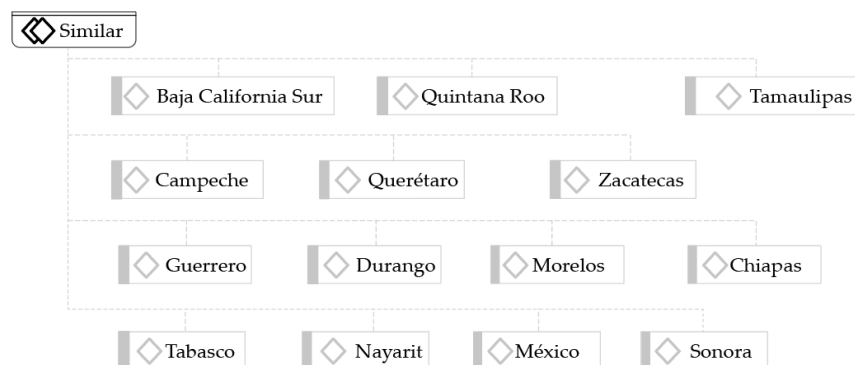 Similar
Baja California Sur Quintana Roo Tamaulipas
Campeche Querétaro Zacatecas
Guerrero Durango Morelos Chiapas
Tabasco Nayarit México Sonora